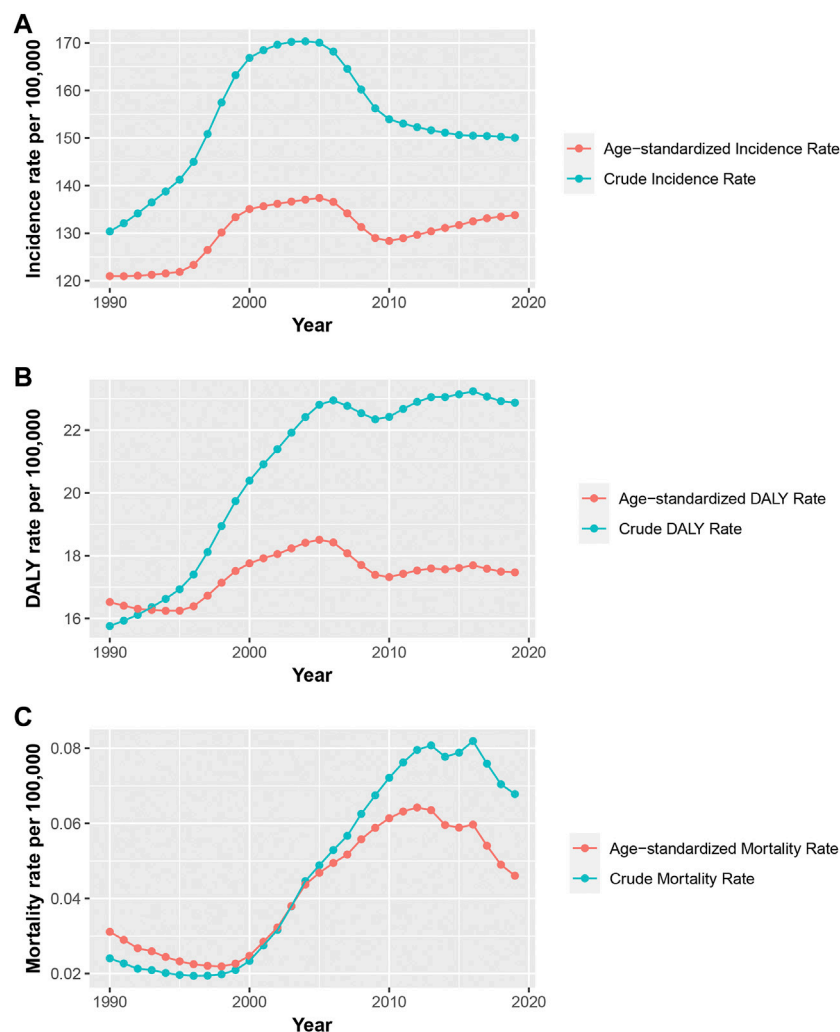 A
Incidence rate per 100,000
170
160
150
140
130
120
1990
2000
2010
2020
Year
Age−standardized Incidence Rate
Crude Incidence Rate
B
DALY rate per 100,000
22
20
18
16
1990
2000
2010
2020
Year
Age−standardized DALY Rate
Crude DALY Rate
C
Mortality rate per 100,000
0.08
0.06
0.04
0.02
1990
2000
2010
2020
Year
Age−standardized Mortality Rate
Crude Mortality Rate